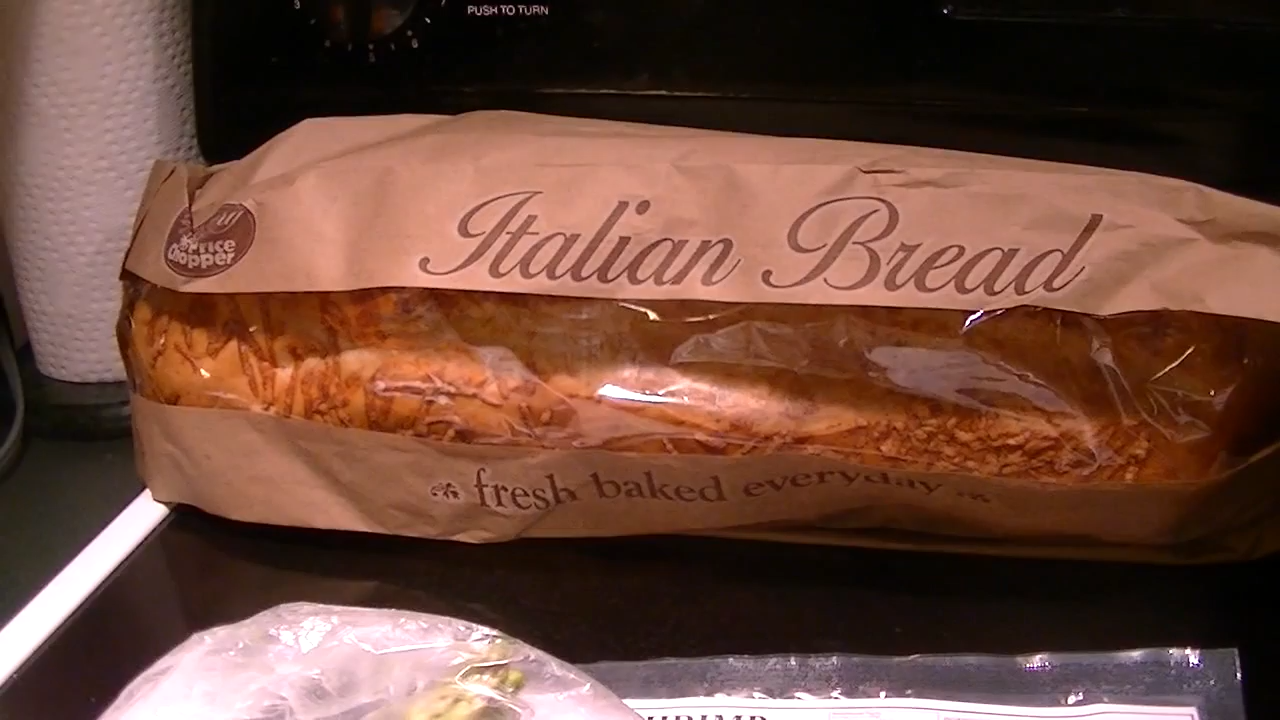 PUSH TO TURN
Italian Bread
Price
Chopper
fresh baked everyday